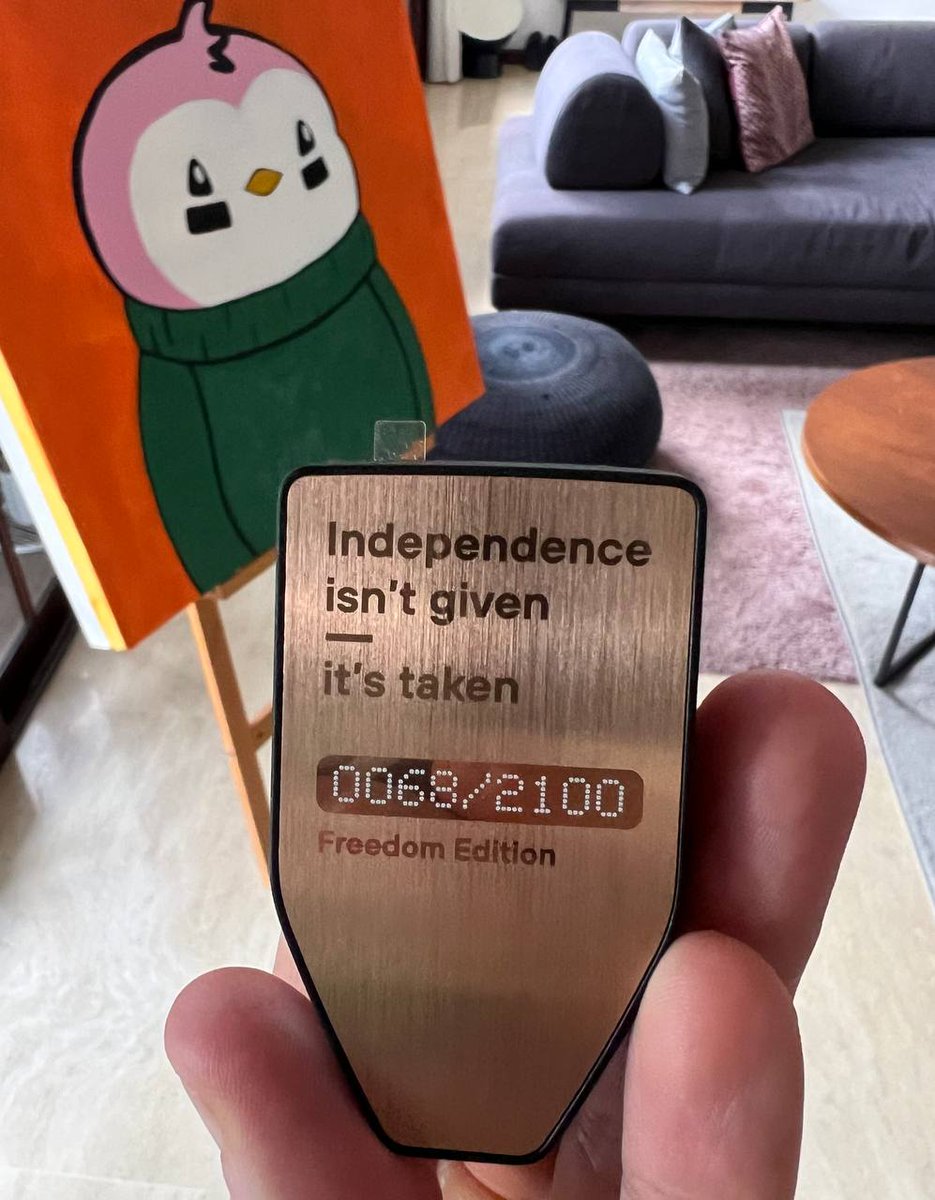 Independence
isn't given
—
it's taken
0068/2100
Freedom Edition